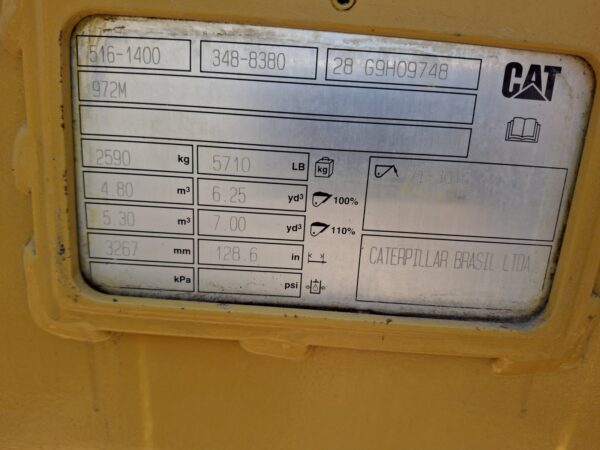 516-1400 348-8380 28 G9H09748
CAT
972M
2590 kg 5710 LB kg
4.80 m³ 6.25 yd³ 100%
5.30 m³ 7.00 yd³ 110%
3267 mm 128.6 in
kPa psi
CATERPILLAR BRASIL LTDA